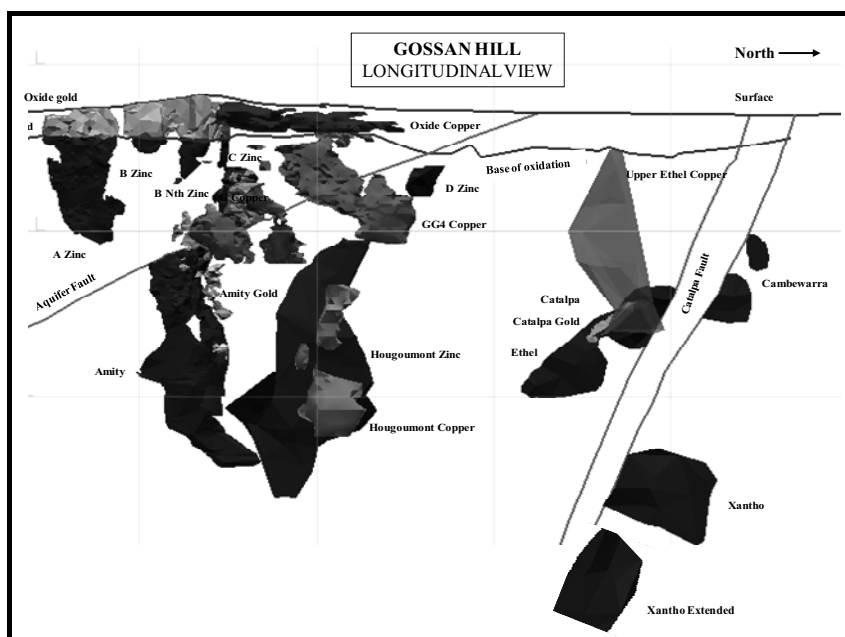 GOSSAN HILL
LONGITUDINAL VIEW
North
Oxide gold
Surface
d
Oxide Copper
C Zinc
B Zinc
Base of oxidation
Upper Ethel Copper
B Nth Zinc
Copper
D Zinc
GG4 Copper
A Zinc
Aquifer Fault
Catalpa Fault
Cambewarra
Amity Gold
Catalpa
Catalpa Gold
Ethel
Hougoumont Zinc
Amity
Hougoumont Copper
Xantho
Xantho Extended